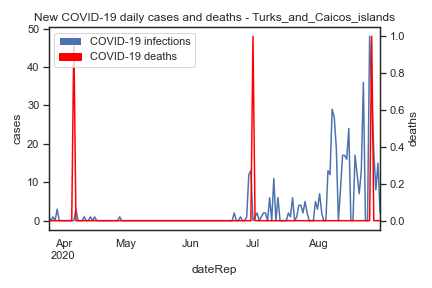 New COVID-19 daily cases and deaths - Turks_and_Caicos_islands
COVID-19 infections
COVID-19 deaths
50
40
30
20
10
0
cases
1.0
0.8
0.6
0.4
0.2
0.0
deaths
Apr
2020
May
Jun
Jul
Aug
dateRep